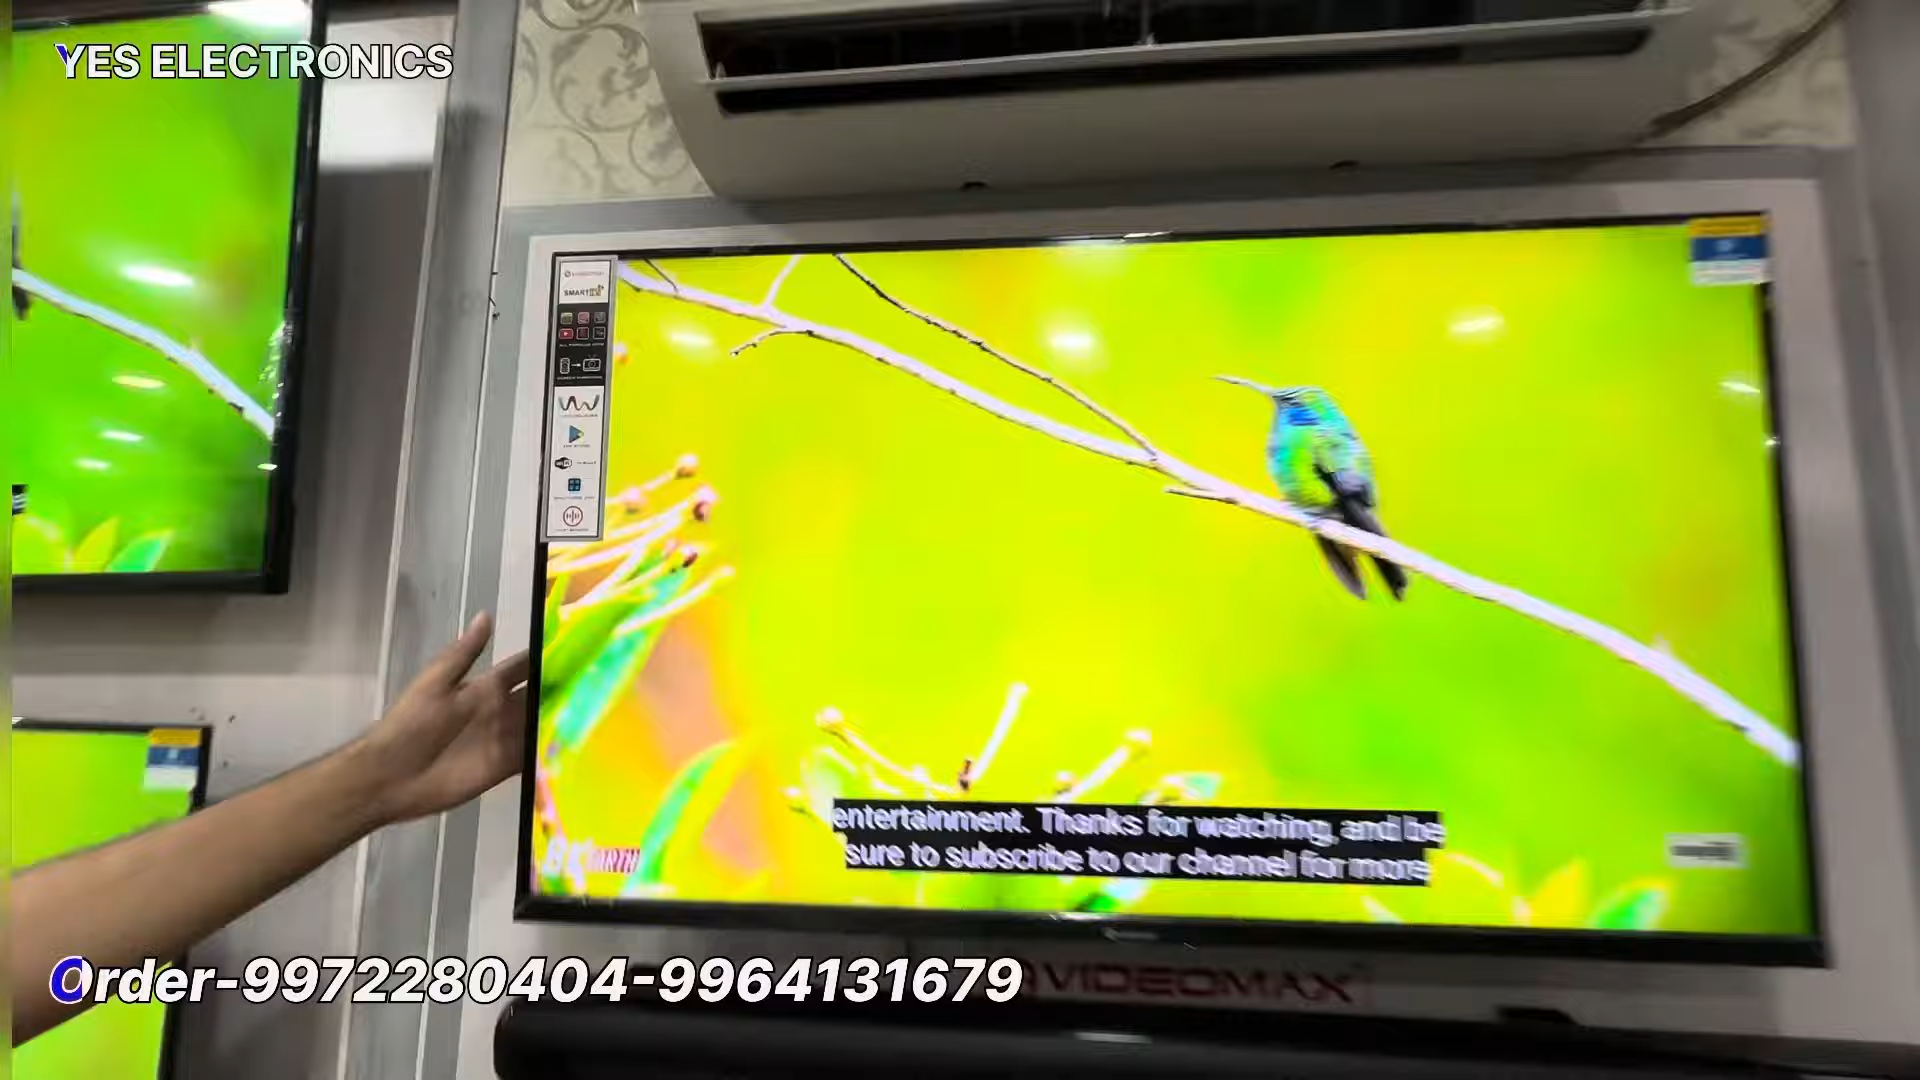 YES ELECTRONICS
SMART
entertainment. Thanks for watching, and be
sure to subscribe to our channel for more
Order-9972280404-9964131679
VIDEOMAX